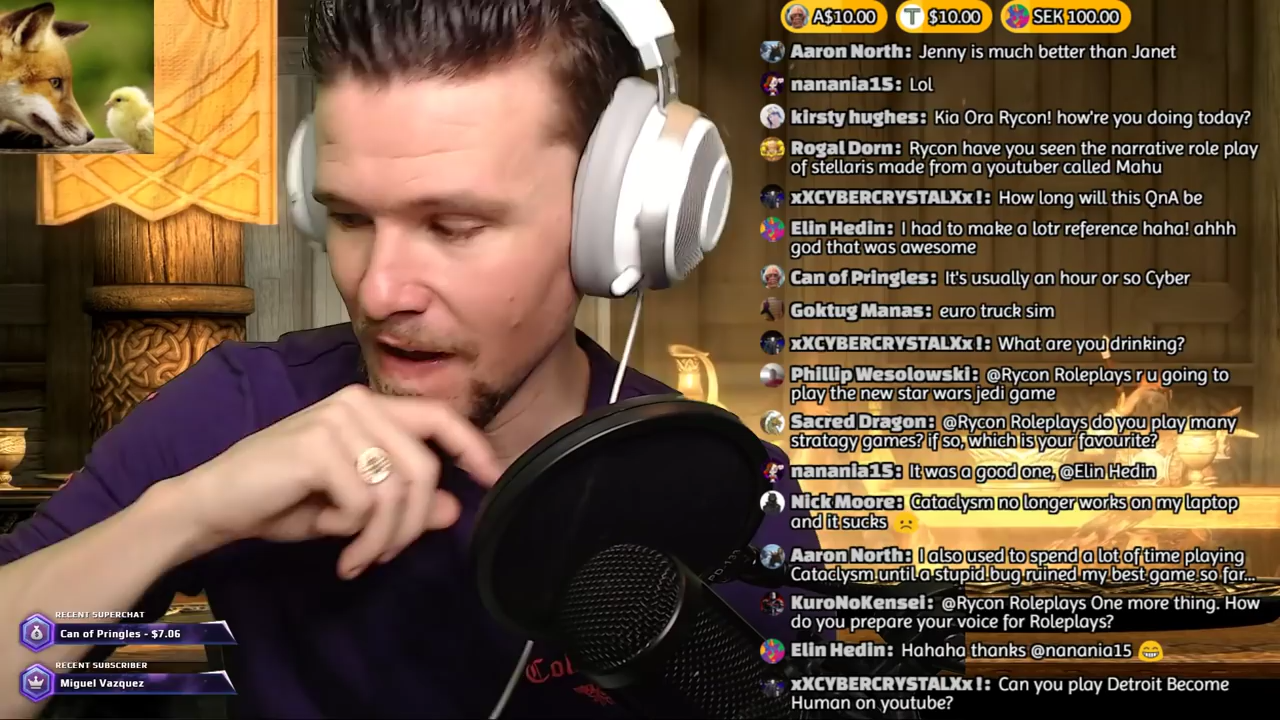 A$10.00 T $10.00 SEK 100.00
Aaron North: Jenny is much better than Janet
nanania15: Lol
kirsty hughes: Kia Ora Rycon! how're you doing today?
Rogal Dorn: Rycon have you seen the narrative role play
of stellaris made from a youtuber called Mahu
xXCYBERCRYSTALXx!: How long will this QnA be
Elin Hedin: I had to make a lotr reference haha! ahhh
god that was awesome
Can of Pringles: It's usually an hour or so Cyber
Goktug Manas: euro truck sim
xXCYBERCRYSTALXx!: What are you drinking?
Phillip Wesolowski: @Rycon Roleplays r u going to
play the new star wars jedi game
Sacred Dragon: @Rycon Roleplays do you play many
stratagy games? if so, which is your favourite?
nanania15: It was a good one, @Elin Hedin
Nick Moore: Cataclysm no longer works on my laptop
and it sucks
Aaron North: I also used to spend a lot of time playing
Cataclysm until a stupid bug ruined my best game so far...
KuroNoKensei: @Rycon Roleplays One more thing. How
do you prepare your voice for Roleplays?
Elin Hedin: Hahaha thanks @nanania15
xXCYBERCRYSTALXx!: Can you play Detroit Become
Human on youtube?
RECENT SUPERCHAT
Can of Pringles - $7.06
RECENT SUBSCRIBER
Miguel Vazquez